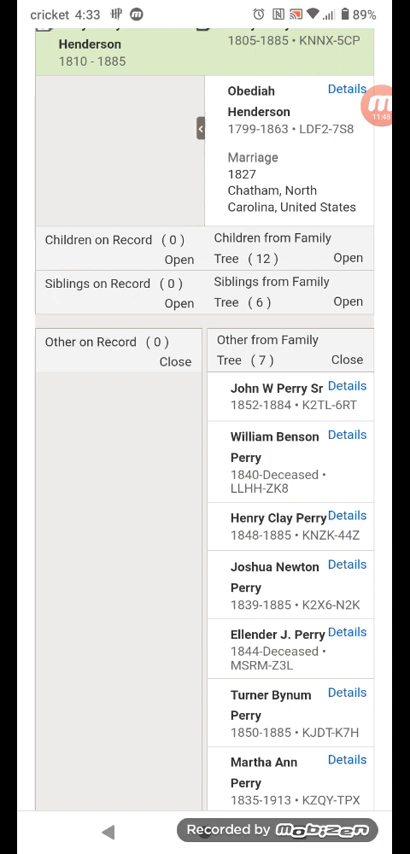 cricket 4:33
89%
Henderson
1810 - 1885
1805-1885 • KNNX-5CP
Obediah Details
Henderson
1799-1863 • LDF2-7S8
11:45
Marriage
1827
Chatham, North
Carolina, United States
Children on Record ( 0 )
Open
Children from Family
Tree ( 12 ) Open
Siblings on Record ( 0 )
Open
Siblings from Family
Tree ( 6 ) Open
Other on Record ( 0 )
Close
Other from Family
Tree ( 7 ) Close
John W Perry Sr Details
1852-1884 • K2TL-6RT
William Benson Details
Perry
1840-Deceased •
LLHH-ZK8
Henry Clay Perry Details
1848-1885 • KNZK-44Z
Joshua Newton Details
Perry
1839-1885 • K2X6-N2K
Ellender J. Perry Details
1844-Deceased •
MSRM-Z3L
Turner Bynum Details
Perry
1850-1885 • KJDT-K7H
Martha Ann Details
Perry
1835-1913 • KZQY-TPX
Recorded by mobizen